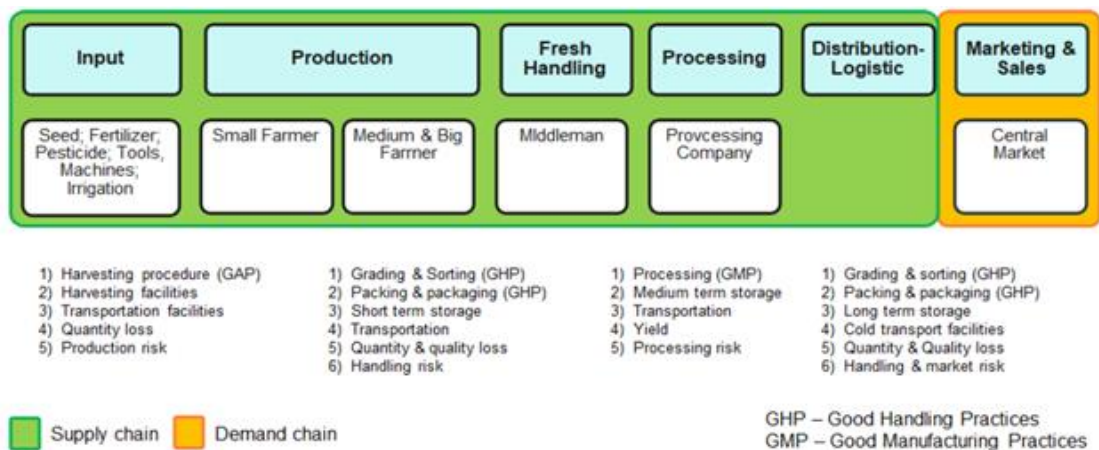 Input
Production
Fresh
Handling
Processing
Distribution-
Logistic
Marketing &
Sales
Seed; Fertilizer;
Pesticide; Tools,
Machines;
Irrigation
Small Farmer
Medium & Big
Farrner
MIddleman
Provcessing
Company
Central
Market
1) Harvesting procedure (GAP)
2) Harvesting facilities
3) Transportation facilities
4) Quantity loss
5) Production risk
1) Grading & Sorting (GHP)
2) Packing & packaging (GHP)
3) Short term storage
4) Transportation
5) Quantity & quality loss
6) Handling risk
1) Processing (GMP)
2) Medium term storage
3) Transportation
4) Yield
5) Processing risk
1) Grading & sorting (GHP)
2) Packing & packaging (GHP)
3) Long term storage
4) Cold transport facilities
5) Quantity & Quality loss
6) Handling & market risk
Supply chain
Demand chain
GHP – Good Handling Practices
GMP – Good Manufacturing Practices